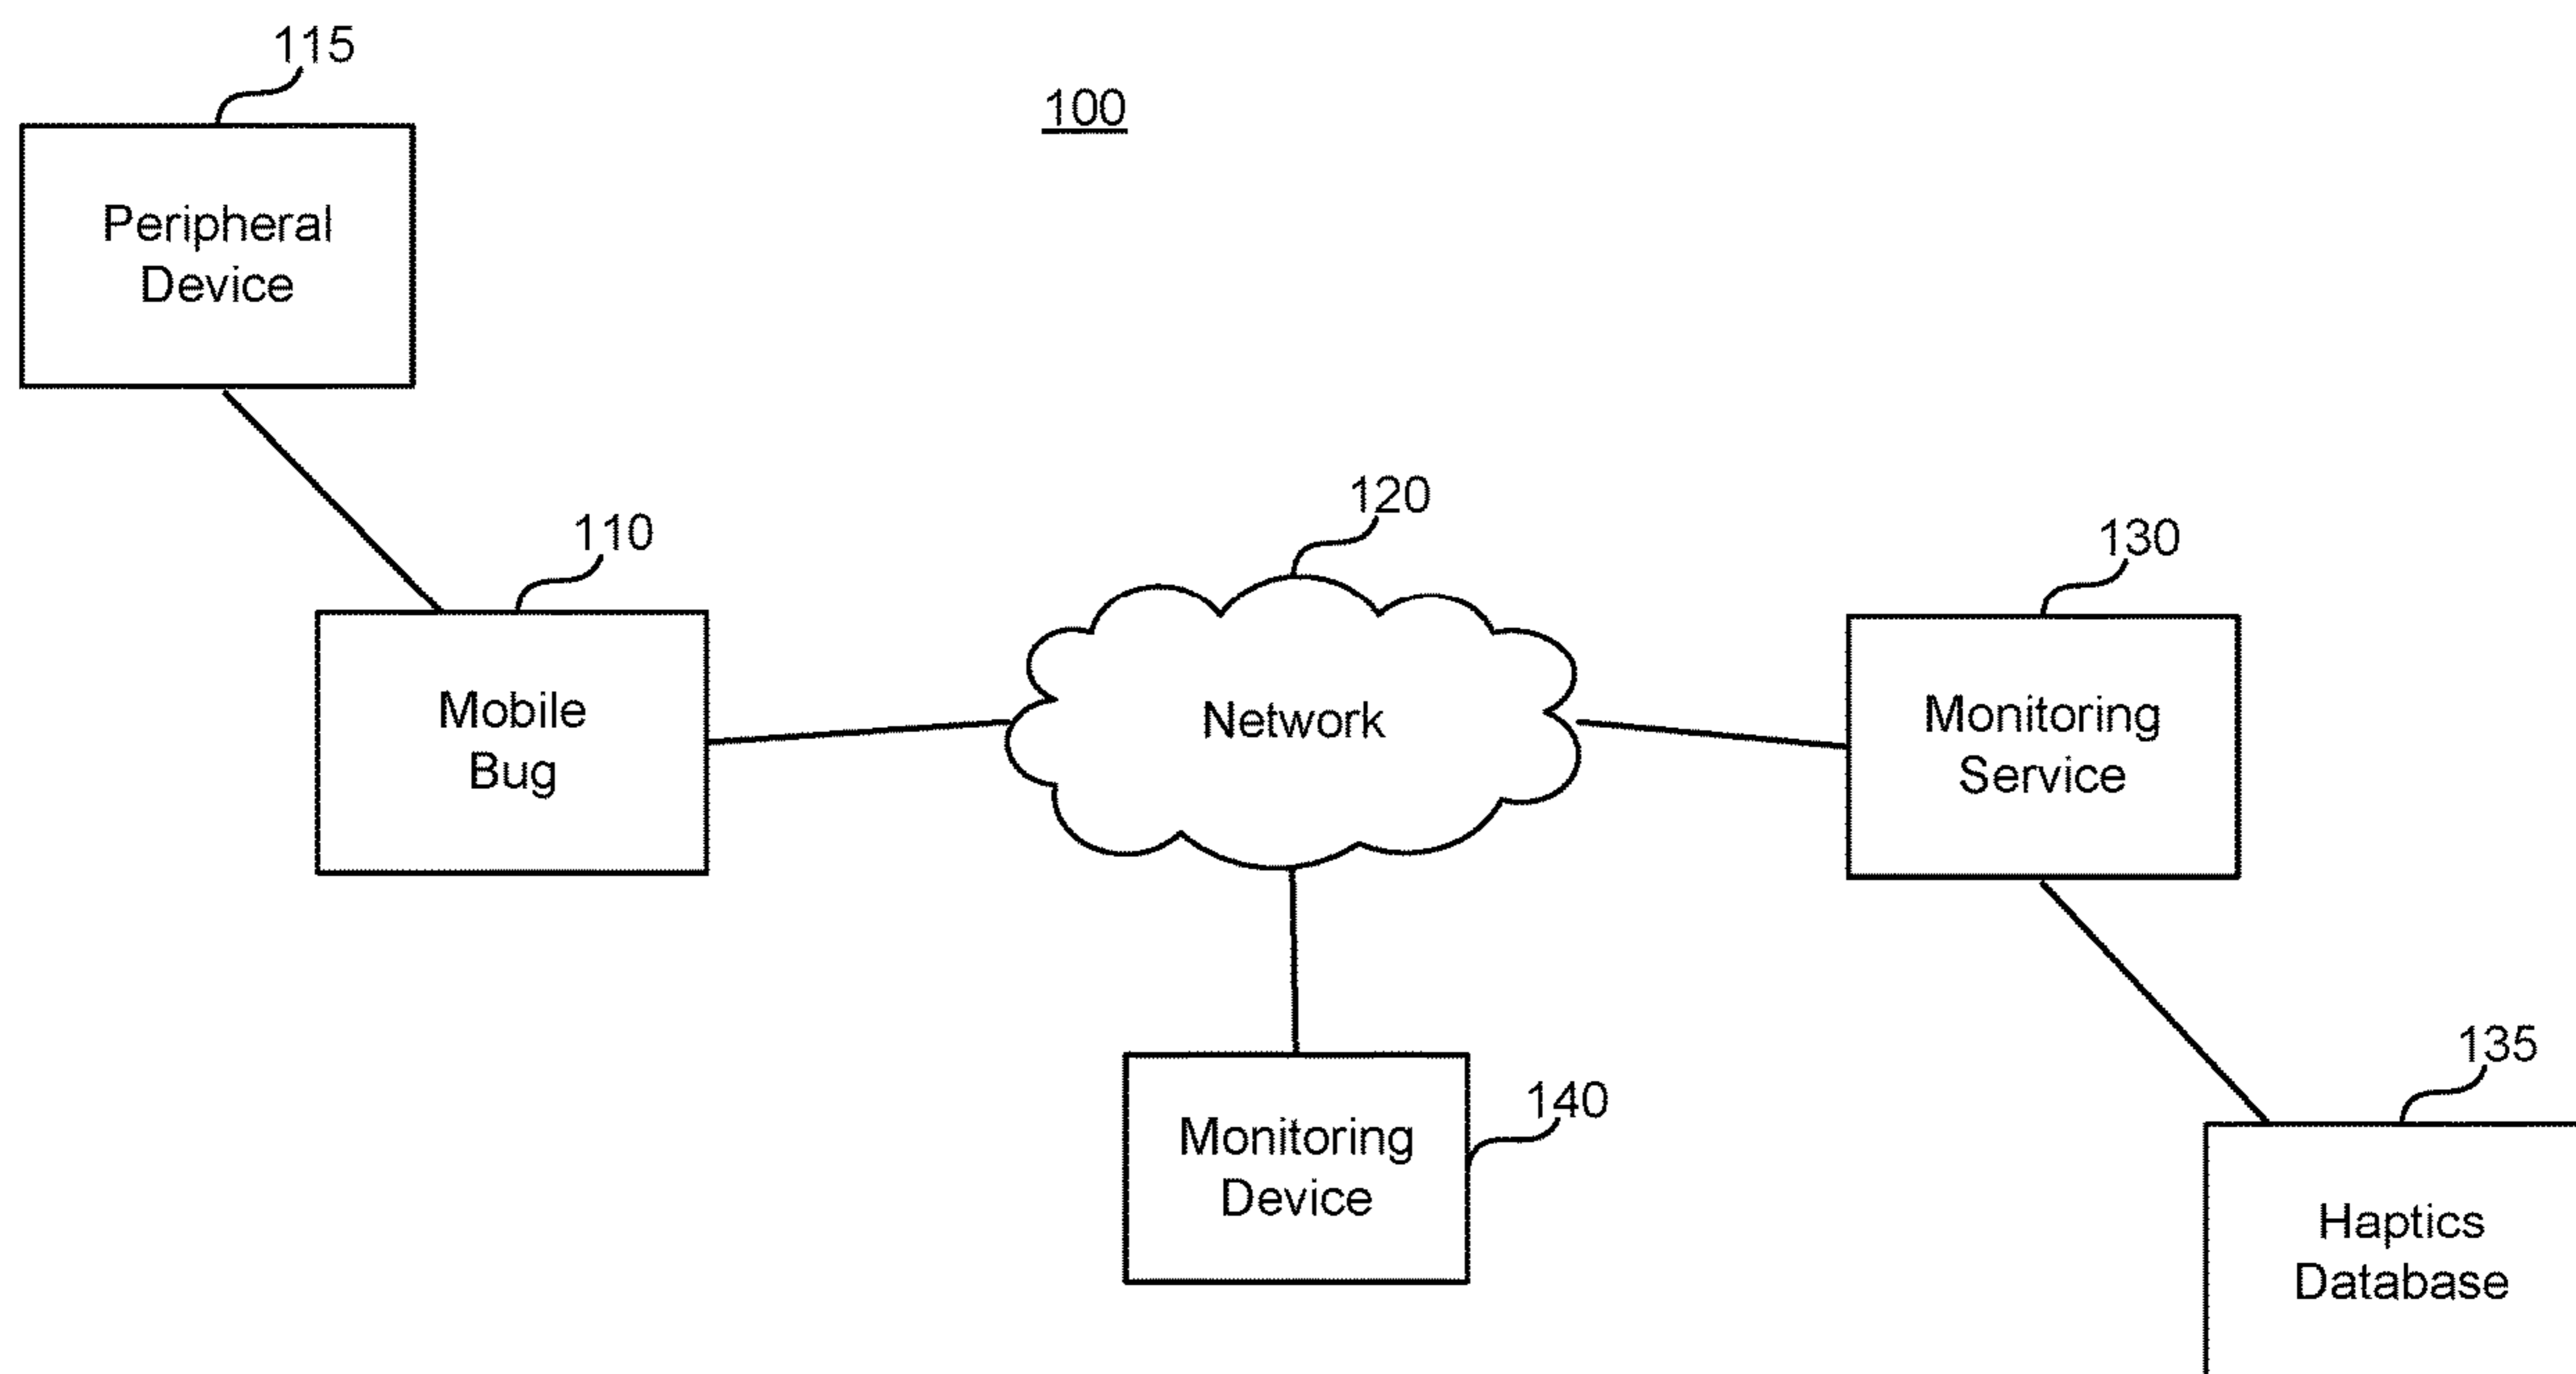 115
100
Peripheral
Device
110
120
130
Mobile
Bug
Network
Monitoring
Service
135
140
Monitoring
Device
Haptics
Database